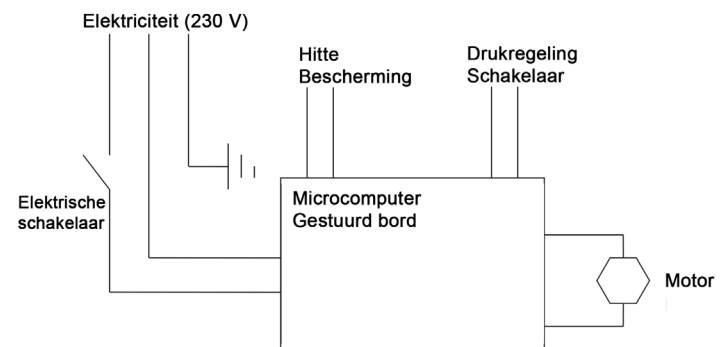 Elektriciteit (230 V)
Hitte
Bescherming
Drukregeling
Schakelaar
Elektrische
schakelaar
Microcomputer
Gestuurd bord
Motor